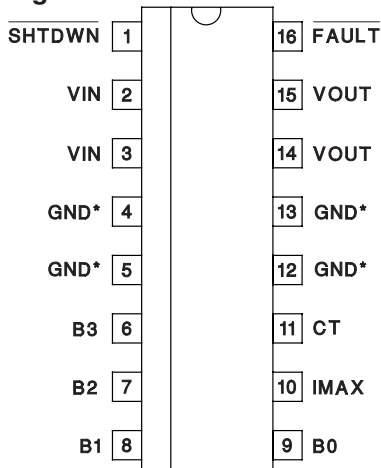 SHTDWN 1 16 FAULT
VIN 2 15 VOUT
VIN 3 14 VOUT
GND* 4 13 GND*
GND* 5 12 GND*
B3 6 11 CT
B2 7 10 IMAX
B1 8 9 B0